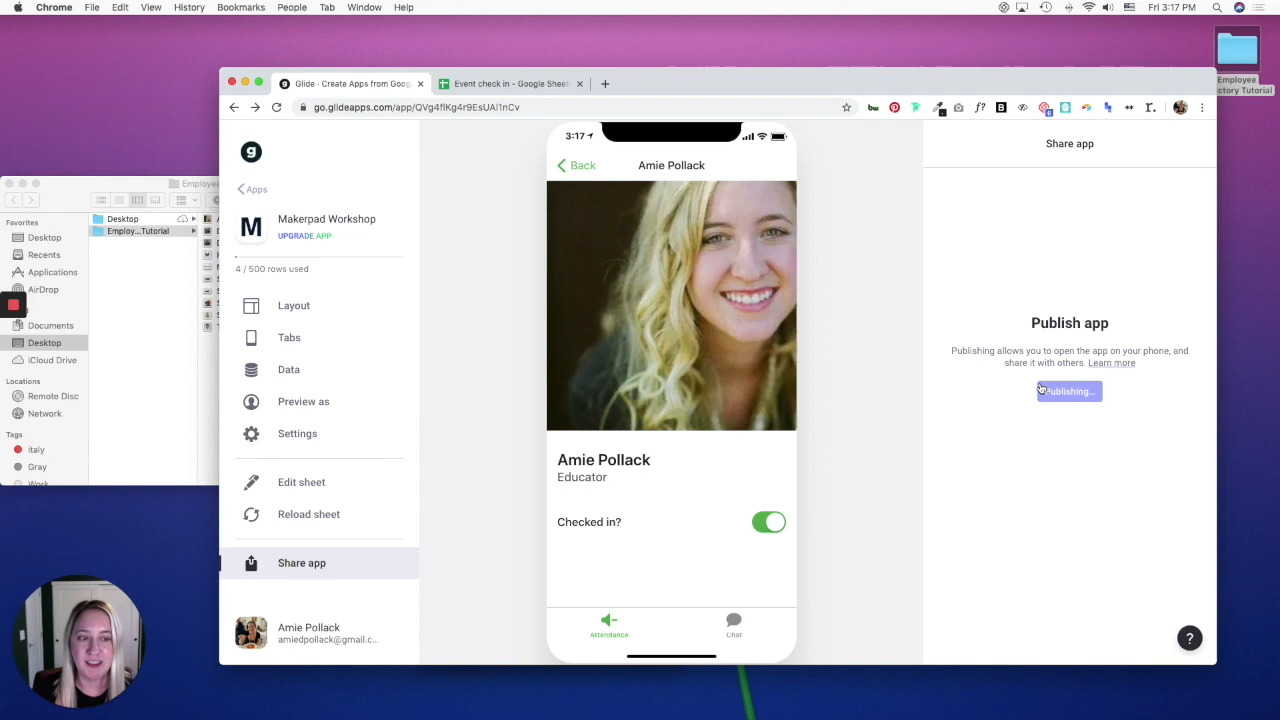 Chrome File Edit View History Bookmarks People Tab Window Help
Fri 3:17 PM
Employee
ctory Tutorial
Glide - Create Apps from Goog
Event check in - Google Sheet
go.glideapps.com/app/QVg4flKg4r9EsUAI1nCv
Employee
Favorites
Desktop
Recents
Applications
AirDrop
Documents
Desktop
iCloud Drive
Locations
Remote Disc
Network
Tags
italy
Gray
Work
Desktop
Employ...Tutorial
g
Apps
M
Makerpad Workshop
UPGRADE APP
4 / 500 rows used
Layout
Tabs
Data
Preview as
Settings
Edit sheet
Reload sheet
Share app
Amie Pollack
amiedpollack@gmail.c...
3:17
Back
Amie Pollack
Amie Pollack
Educator
Checked in?
Attendance
Chat
Share app
Publish app
Publishing allows you to open the app on your phone, and
share it with others. Learn more
Publishing...
?